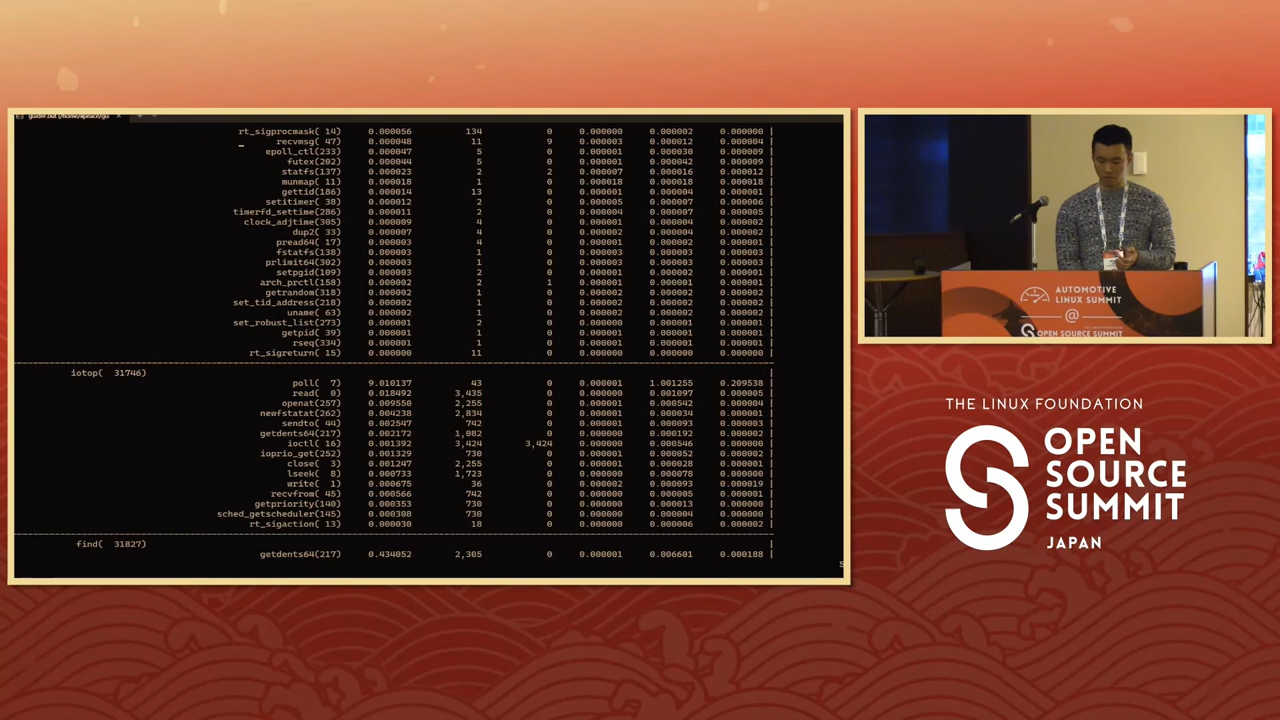 rt_sigprocmask( 14) 0.000056 134 0 0.000000 0.000002 0.000000 |
recvmsg( 47) 0.000048 11 9 0.000003 0.000012 0.000004 |
epoll_ctl(233) 0.000047 5 0 0.000001 0.000030 0.000009 |
futex(202) 0.000044 5 0 0.000001 0.000042 0.000009 |
statfs(137) 0.000023 2 2 0.000007 0.000016 0.000012 |
munmap( 11) 0.000018 1 0 0.000018 0.000018 0.000018 |
gettid(186) 0.000014 13 0 0.000001 0.000004 0.000001 |
setitimer( 38) 0.000012 2 0 0.000005 0.000007 0.000006 |
timerfd_settime(286) 0.000011 2 0 0.000004 0.000007 0.000005 |
clock_adjtime(305) 0.000009 4 0 0.000001 0.000004 0.000002 |
dup2( 33) 0.000007 4 0 0.000002 0.000004 0.000002 |
pread64( 17) 0.000003 4 0 0.000001 0.000002 0.000001 |
fstatfs(138) 0.000003 1 0 0.000003 0.000003 0.000003 |
prlimit64(302) 0.000003 1 0 0.000003 0.000003 0.000003 |
setpgid(109) 0.000003 2 0 0.000001 0.000002 0.000001 |
arch_prctl(158) 0.000002 2 1 0.000001 0.000001 0.000001 |
getrandom(318) 0.000002 1 0 0.000002 0.000002 0.000002 |
set_tid_address(218) 0.000002 1 0 0.000002 0.000002 0.000002 |
uname( 63) 0.000002 1 0 0.000002 0.000002 0.000002 |
set_robust_list(273) 0.000001 2 0 0.000000 0.000001 0.000001 |
getpid( 39) 0.000001 1 0 0.000001 0.000001 0.000001 |
rseq(334) 0.000001 1 0 0.000001 0.000001 0.000001 |
rt_sigreturn( 15) 0.000000 11 0 0.000000 0.000000 0.000000 |
iotop( 31746) |
poll( 7) 9.010137 43 0 0.000001 1.001255 0.209538 |
read( 0) 0.018492 3,435 0 0.000000 0.001097 0.000005 |
openat(257) 0.009550 2,255 0 0.000001 0.000542 0.000004 |
newfstatat(262) 0.004238 2,834 0 0.000001 0.000034 0.000001 |
sendto( 44) 0.002547 742 0 0.000001 0.000093 0.000003 |
getdents64(217) 0.002172 1,082 0 0.000000 0.000192 0.000002 |
ioctl( 16) 0.001392 3,424 3,424 0.000000 0.000546 0.000000 |
ioprio_get(252) 0.001329 730 0 0.000001 0.000052 0.000002 |
close( 3) 0.001247 2,255 0 0.000000 0.000028 0.000001 |
lseek( 8) 0.000733 1,723 0 0.000000 0.000078 0.000000 |
write( 1) 0.000675 36 0 0.000002 0.000093 0.000019 |
recvfrom( 45) 0.000566 742 0 0.000000 0.000005 0.000001 |
getpriority(140) 0.000353 730 0 0.000000 0.000013 0.000000 |
sched_getscheduler(145) 0.000308 730 0 0.000000 0.000004 0.000000 |
rt_sigaction( 13) 0.000030 18 0 0.000000 0.000006 0.000002 |
find( 31827) |
getdents64(217) 0.434052 2,305 0 0.000001 0.006601 0.000188 |
AUTOMOTIVE
LINUX SUMMIT
@
OPEN SOURCE SUMMIT
THE LINUX FOUNDATION
OPEN
SOURCE
SUMMIT
JAPAN